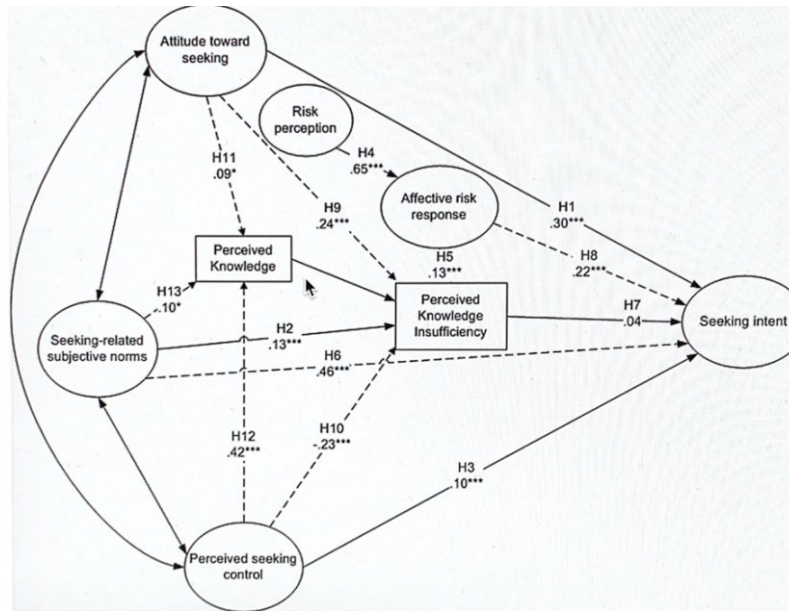 Attitude toward
seeking
Risk
perception
H11
.09*
H4
.65***
H9
.24***
Affective risk
response
H1
.30***
Perceived
Knowledge
H5
.13***
H8
.22***
H13
.10*
Perceived
Knowledge
Insufficiency
H7
.04
Seeking intent
Seeking-related
subjective norms
H2
.13***
H6
.46***
H12
.42***
H10
-.23***
H3
.10***
Perceived seeking
control